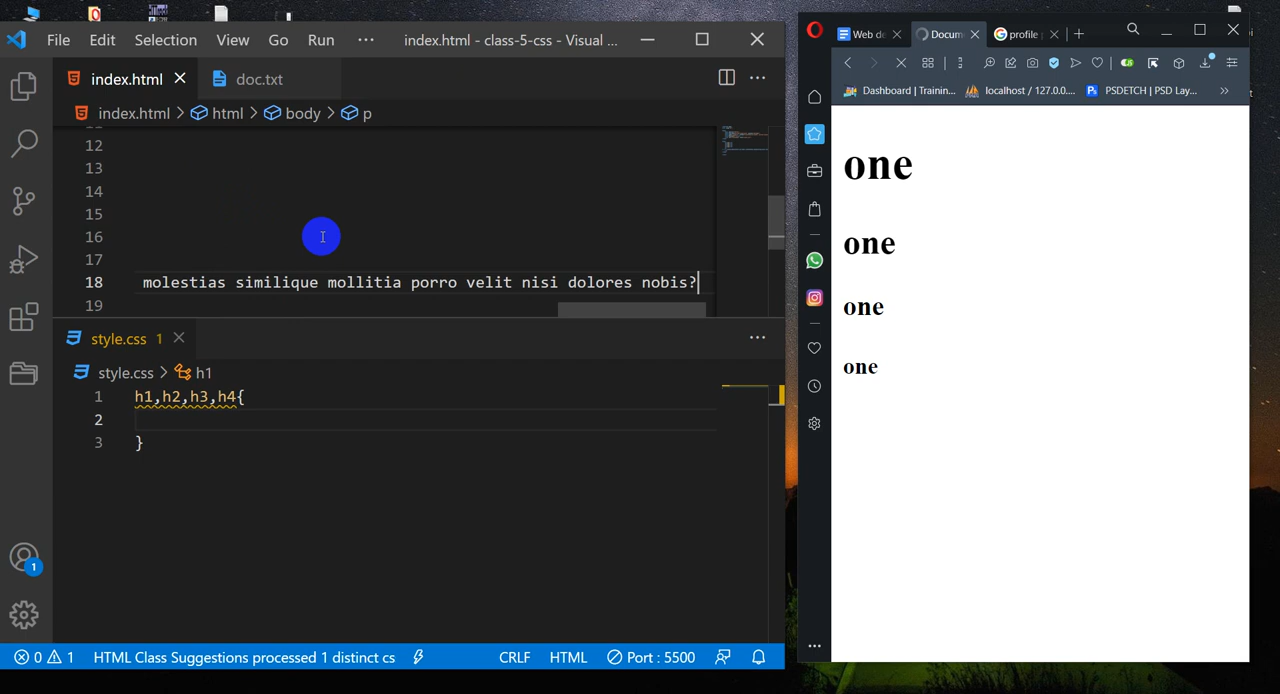 File Edit Selection View Go Run ··· index.html - class-5-css - Visual ...
index.html doc.txt
index.html > html > body > p
12
13
14
15
16
17
18 molestias similique mollitia porro velit nisi dolores nobis?
19
style.css 1
style.css > h1
1 h1,h2,h3,h4{
2
3 }
1
0 1 HTML Class Suggestions processed 1 distinct cs CRLF HTML Port : 5500
Web de Docum profile
Dashboard | Trainin... localhost / 127.0.0.... Ps PSDETCH | PSD Lay... »
one
one
one
one